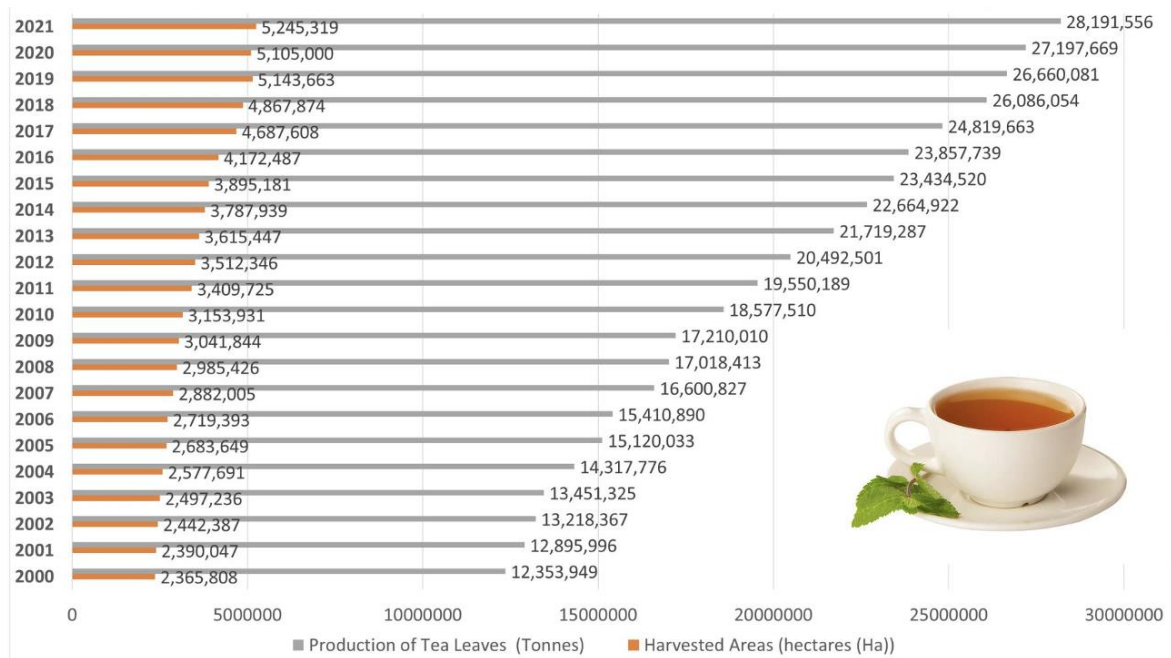 2021 5,245,319 28,191,556
2020 5,105,000 27,197,669
2019 5,143,663 26,660,081
2018 4,867,874 26,086,054
2017 4,687,608 24,819,663
2016 4,172,487 23,857,739
2015 3,895,181 23,434,520
2014 3,787,939 22,664,922
2013 3,615,447 21,719,287
2012 3,512,346 20,492,501
2011 3,409,725 19,550,189
2010 3,153,931 18,577,510
2009 3,041,844 17,210,010
2008 2,985,426 17,018,413
2007 2,882,005 16,600,827
2006 2,719,393 15,410,890
2005 2,683,649 15,120,033
2004 2,577,691 14,317,776
2003 2,497,236 13,451,325
2002 2,442,387 13,218,367
2001 2,390,047 12,895,996
2000 2,365,808 12,353,949
0 5000000 10000000 15000000 20000000 25000000 30000000
Production of Tea Leaves (Tonnes) Harvested Areas (hectares (Ha))